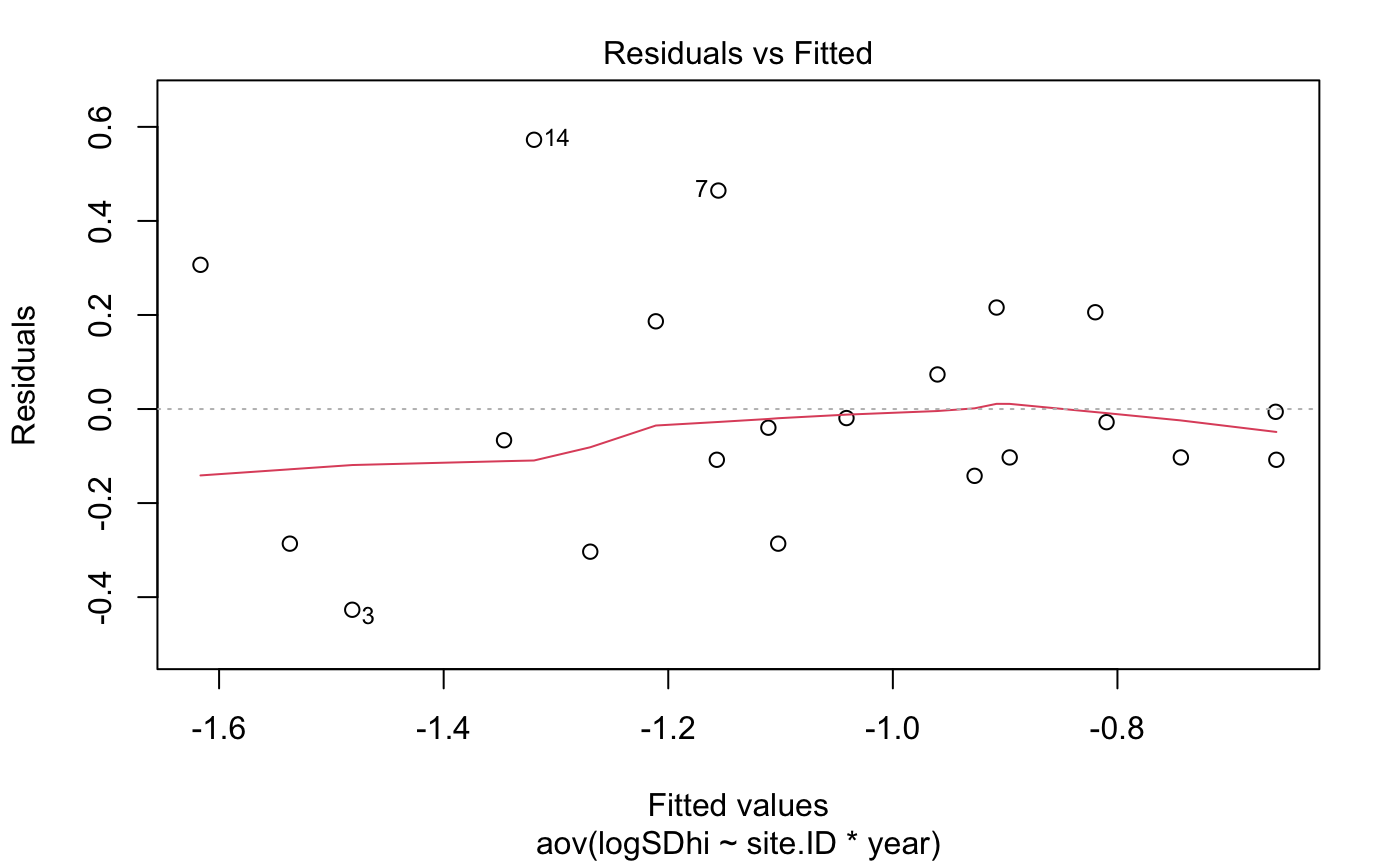 Residuals vs Fitted
Residuals
0.6
0.4
0.2
0.0
-0.2
-0.4
14
7
3
-1.6 -1.4 -1.2 -1.0 -0.8
Fitted values
aov(logSDhi ~ site.ID * year)